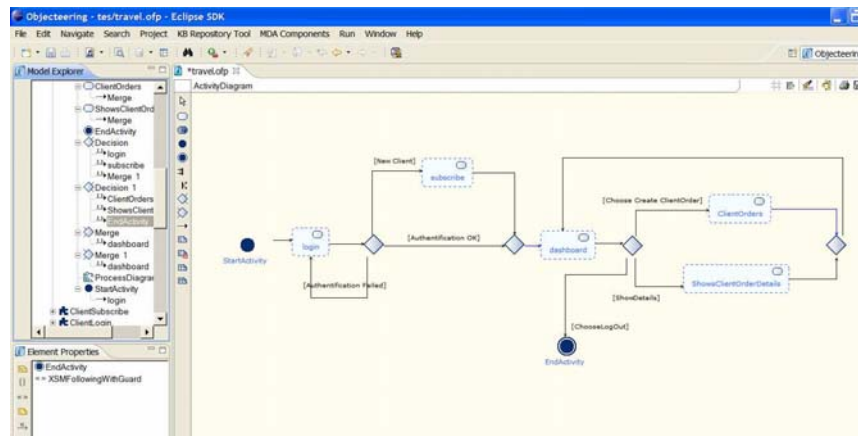 Objecteering - tes/travel.ofp - Eclipse SDK
File Edit Navigate Search Project KB Repository Tool MDA Components Run Window Help
Objecteerin
Model Explorer
*travel.ofp
ActivityDiagram
ClientOrders
Merge
ShowsClientOrd
Merge
EndActivity
Decision
login
subscribe
Merge 1
Decision 1
ClientOrders
ShowsClient
EndActivity
Merge
dashboard
Merge 1
dashboard
ProcessDiagram
StartActivity
login
ClientSubscribe
ClientLogin
Element Properties
EndActivity
XSMFollowingWithGuard
[New Client]
subscribe
[Choose Create ClientOrder]
ClientOrders
StartActivity
login
[Authentification OK]
dashboard
[Authentification Failed]
ShowsClientOrderDetails
[ShowDetails]
[ChooseLogOut]
EndActivity